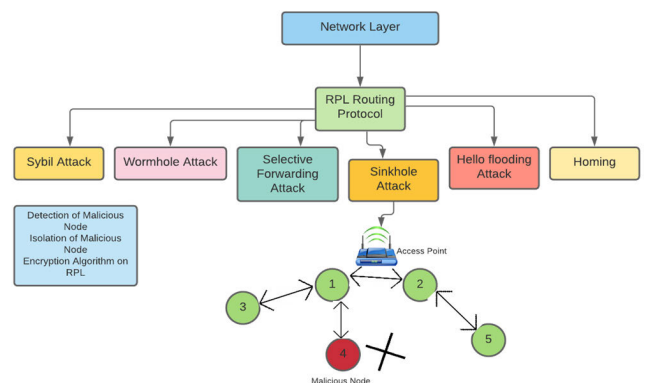 Network Layer
RPL Routing
Protocol
Sybil Attack
Wormhole Attack
Selective
Forwarding
Attack
Sinkhole
Attack
Hello flooding
Attack
Homing
Detection of Malicious
Node
Isolation of Malicious
Node
Encryption Algorithm on
RPL
Access Point
1
2
3
4
5
Malicious Node